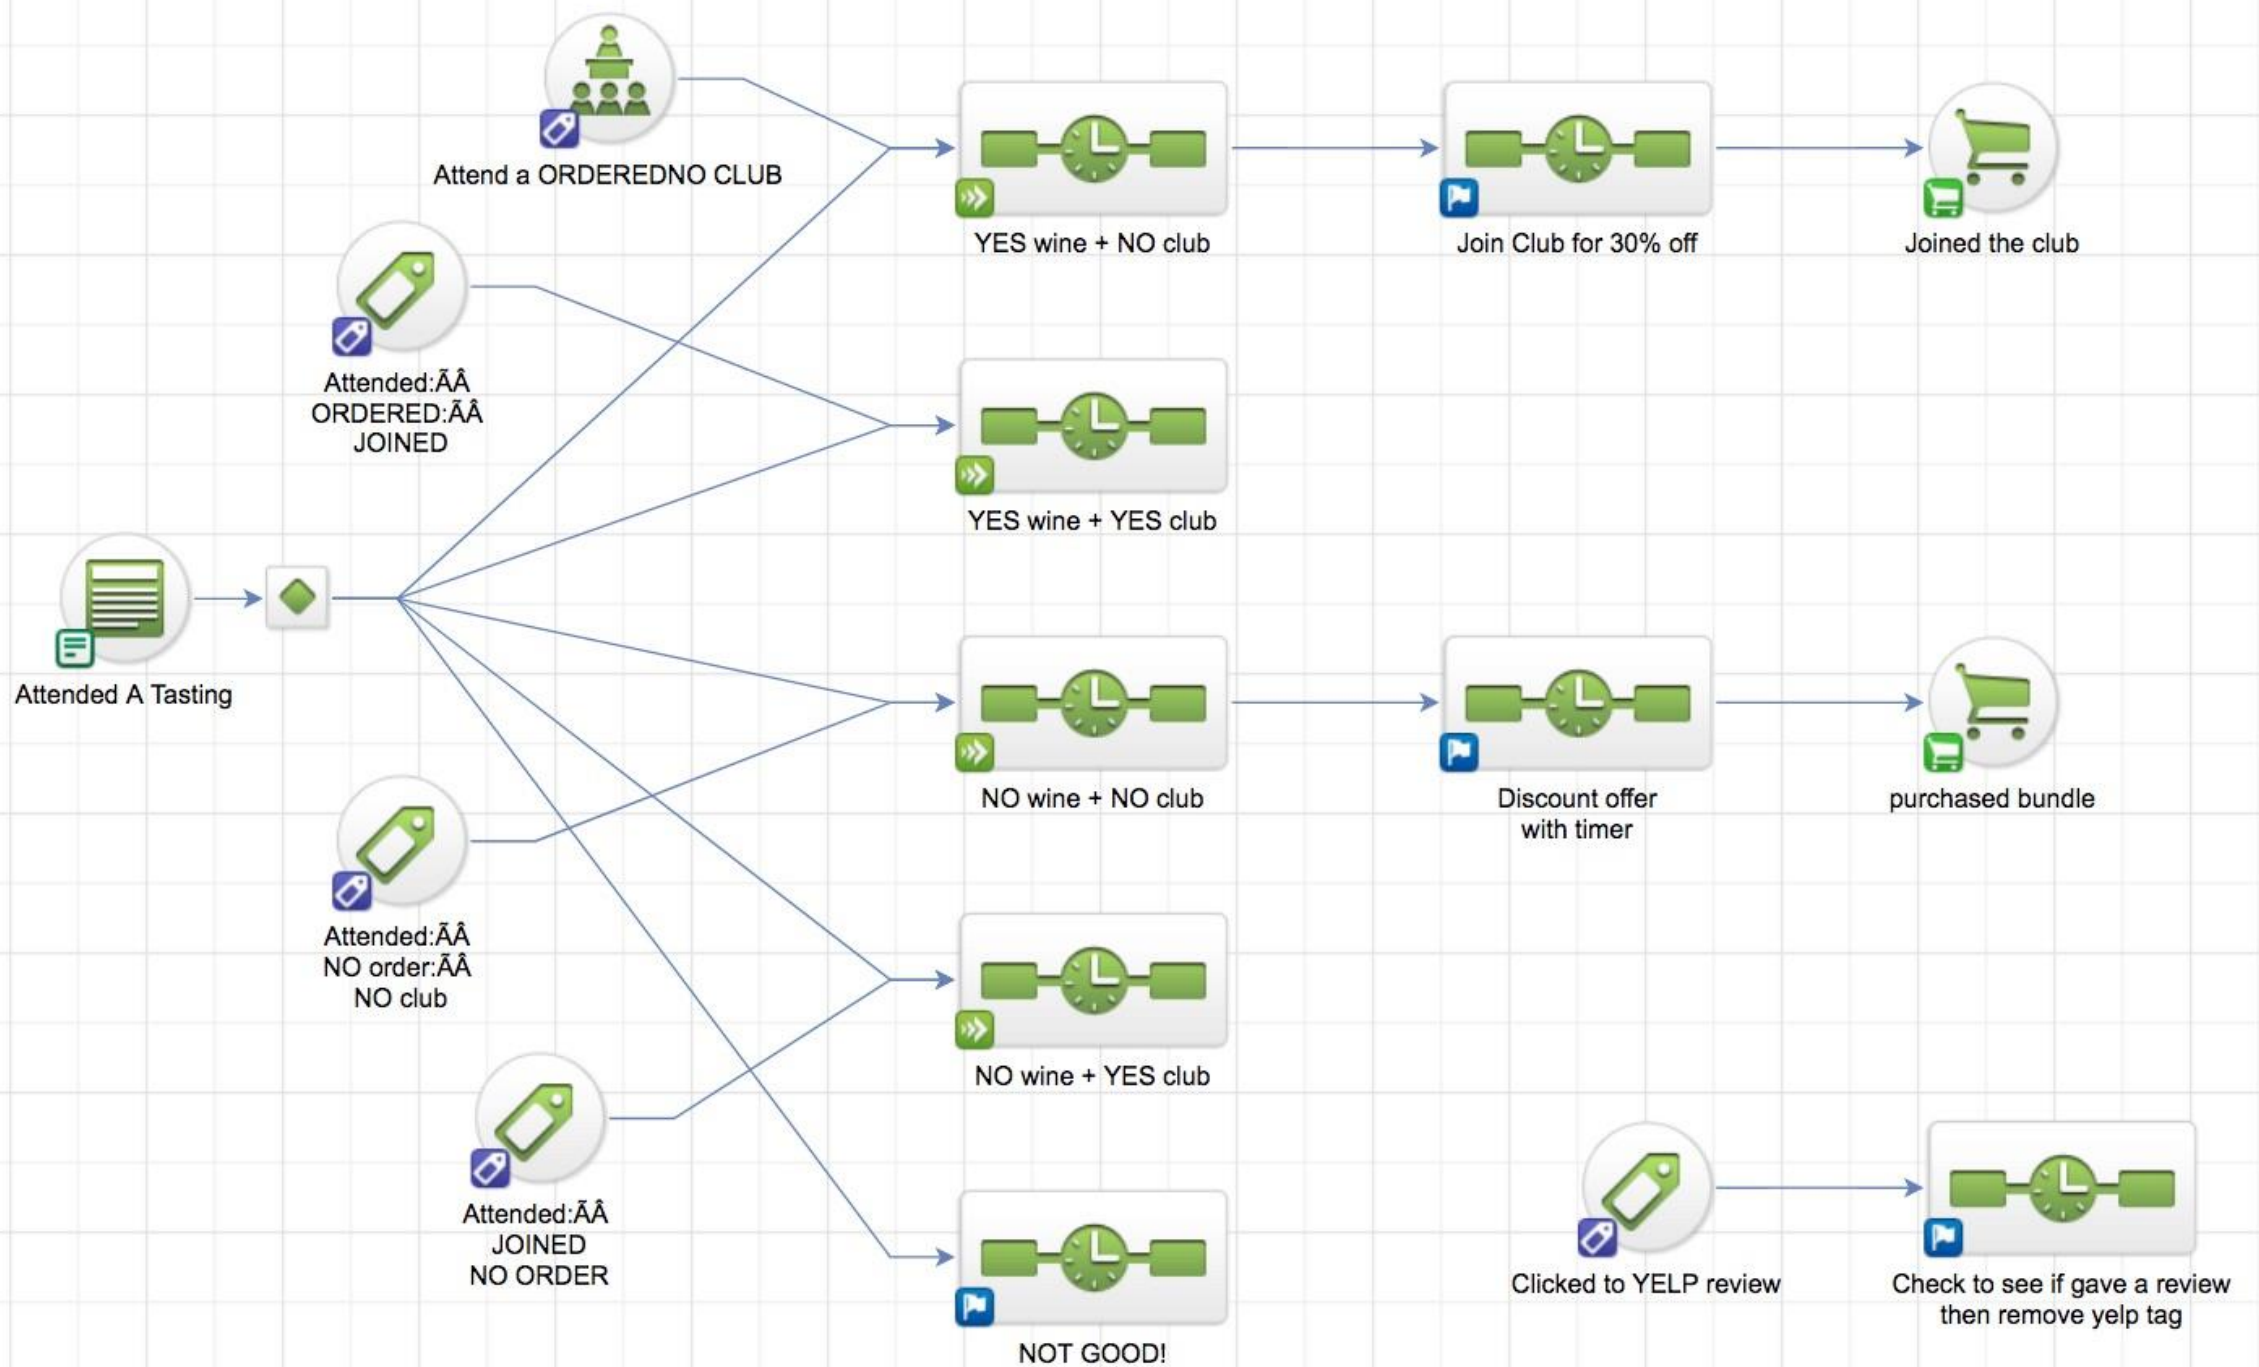 Attend a ORDEREDNO CLUB
YES wine + NO club
Join Club for 30% off
Joined the club
Attended:ÃÂ
ORDERED:ÃÂ
JOINED
YES wine + YES club
Attended A Tasting
NO wine + NO club
Discount offer
with timer
purchased bundle
Attended:ÃÂ
NO order:ÃÂ
NO club
NO wine + YES club
Attended:ÃÂ
JOINED
NO ORDER
Clicked to YELP review
Check to see if gave a review
then remove yelp tag
NOT GOOD!